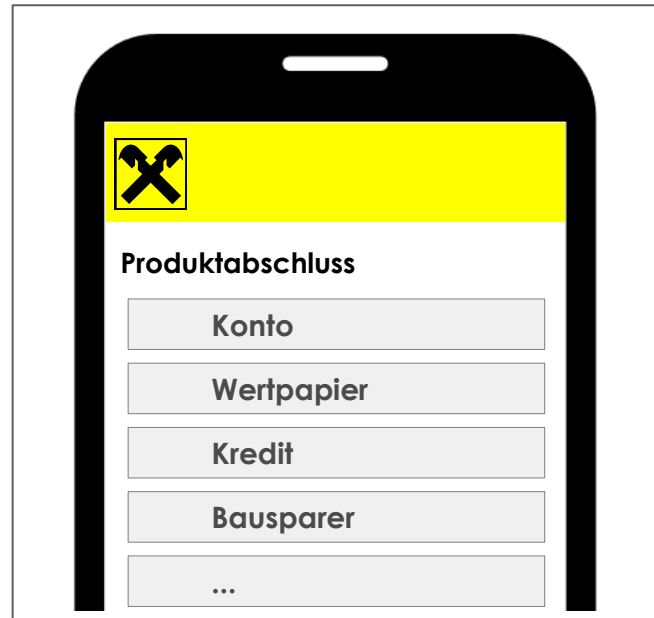 Produktabschluss
Konto
Wertpapier
Kredit
Bausparer
...